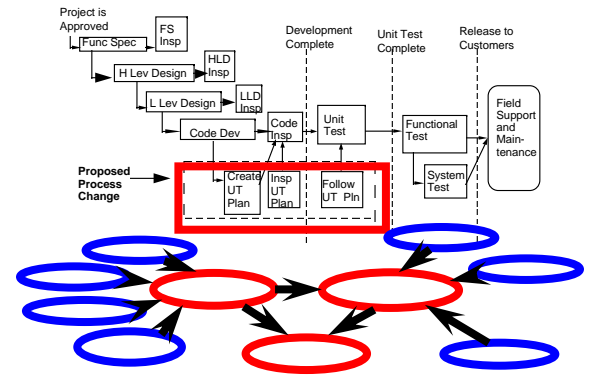 Project is
Approved
Func Spec
FS
Insp
H Lev Design
HLD
Insp
L Lev Design
LLD
Insp
Code Dev
Code
Insp
Development
Complete
Unit Test
Complete
Release to
Customers
Unit
Test
Functional
Test
System
Test
Field
Support
and
Main-
tenance
Proposed
Process
Change
Create
UT
Plan
Insp
UT
Plan
Follow
UT Pln